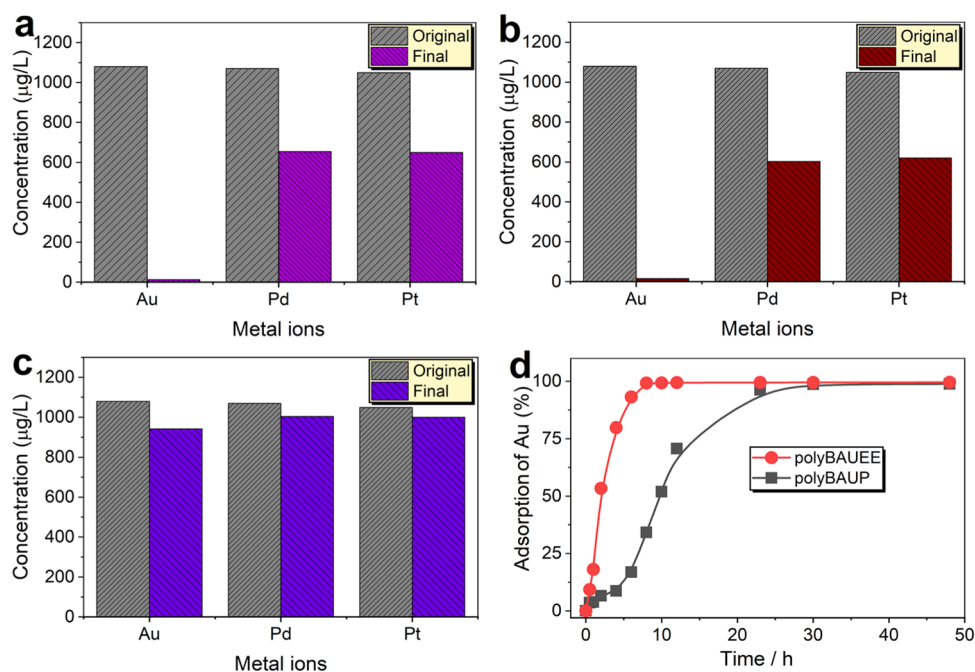 a
Original
Final
Concentration (µg/L)
1200
1000
800
600
400
200
0
Au Pd Pt
Metal ions
b
Original
Final
Concentration (µg/L)
1200
1000
800
600
400
200
0
Au Pd Pt
Metal ions
c
Original
Final
Concentration (µg/L)
1200
1000
800
600
400
200
0
Au Pd Pt
Metal ions
d
Adsorption of Au (%)
100
75
50
25
0
polyBAUEE
polyBAUP
0 10 20 30 40 50
Time / h